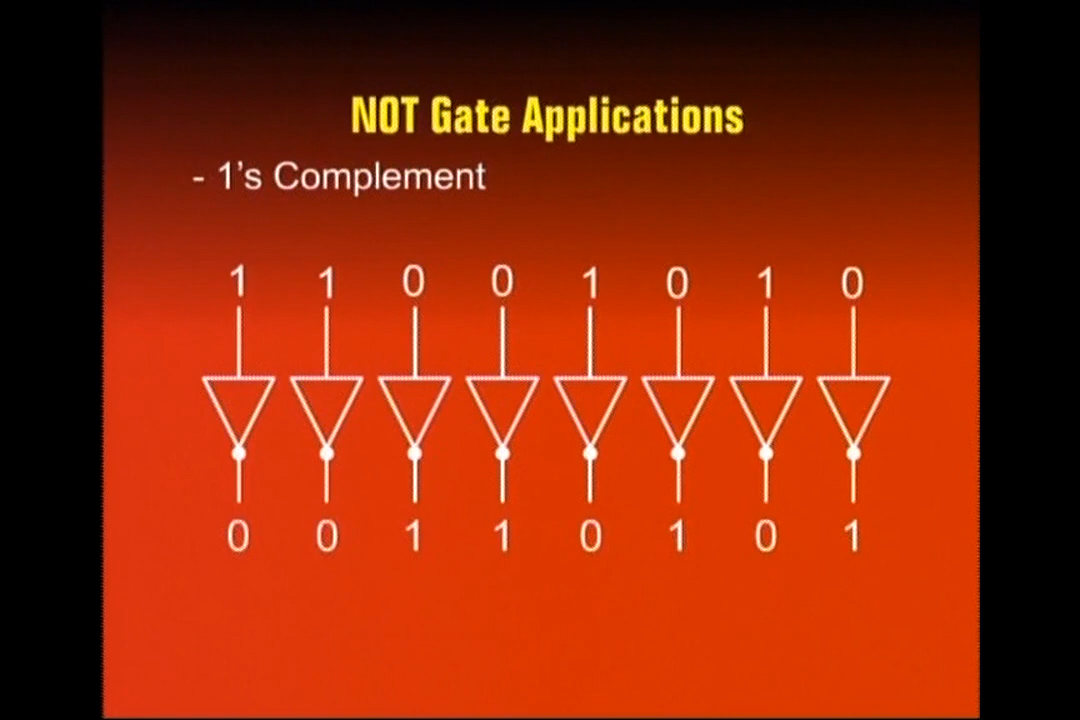 NOT Gate Applications
- 1's Complement
1 1 0 0 1 0 1 0
0 0 1 1 0 1 0 1